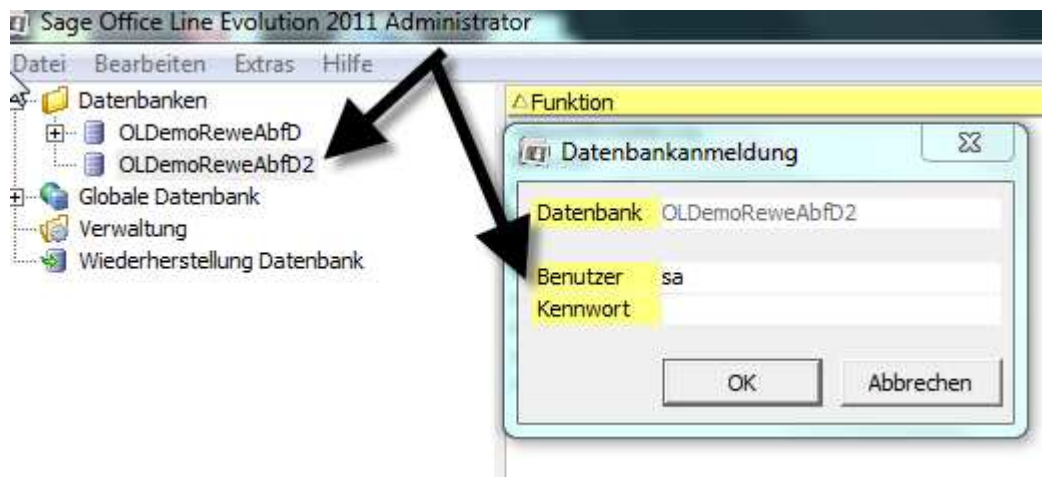 Sage Office Line Evolution 2011 Administrator
Datei Bearbeiten Extras Hilfe
Datenbanken
OLDemoReweAbfD
OLDemoReweAbfD2
Globale Datenbank
Verwaltung
Wiederherstellung Datenbank
Funktion
Datenbankanmeldung
Datenbank OLDemoReweAbfD2
Benutzer sa
Kennwort
OK Abbrechen